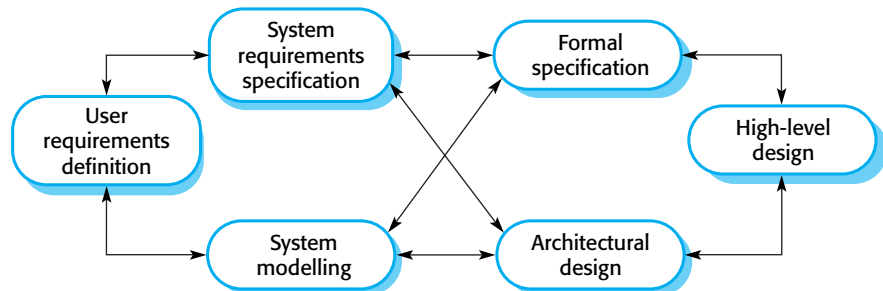 System
requirements
specification
Formal
specification
User
requirements
definition
High-level
design
System
modelling
Architectural
design